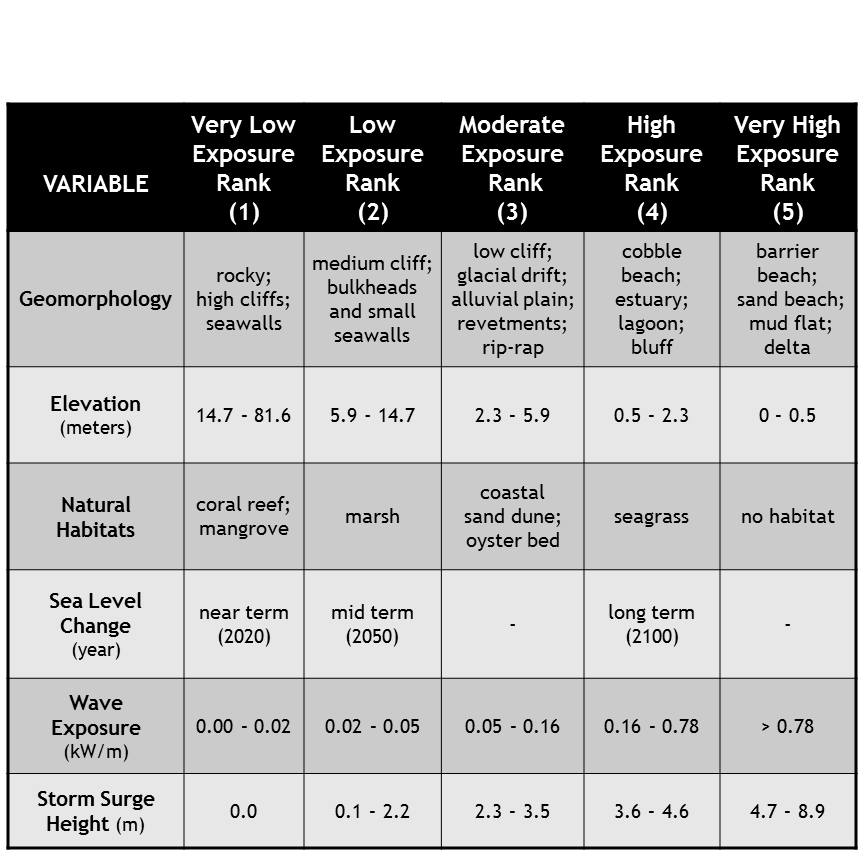 VARIABLE
Very Low
Exposure
Rank
(1)
Low
Exposure
Rank
(2)
Moderate
Exposure
Rank
(3)
High
Exposure
Rank
(4)
Very High
Exposure
Rank
(5)
Geomorphology
rocky;
high cliffs;
seawalls
medium cliff;
bulkheads
and small
seawalls
low cliff;
glacial drift;
alluvial plain;
revetments;
rip-rap
cobble
beach;
estuary;
lagoon;
bluff
barrier
beach;
sand beach;
mud flat;
delta
Elevation
(meters)
14.7 - 81.6
5.9 - 14.7
2.3 - 5.9
0.5 - 2.3
0 - 0.5
Natural
Habitats
coral reef;
mangrove
marsh
coastal
sand dune;
oyster bed
seagrass
no habitat
Sea Level
Change
(year)
near term
(2020)
mid term
(2050)
-
long term
(2100)
-
Wave
Exposure
(kW/m)
0.00 - 0.02
0.02 - 0.05
0.05 - 0.16
0.16 - 0.78
> 0.78
Storm Surge
Height (m)
0.0
0.1 - 2.2
2.3 - 3.5
3.6 - 4.6
4.7 - 8.9